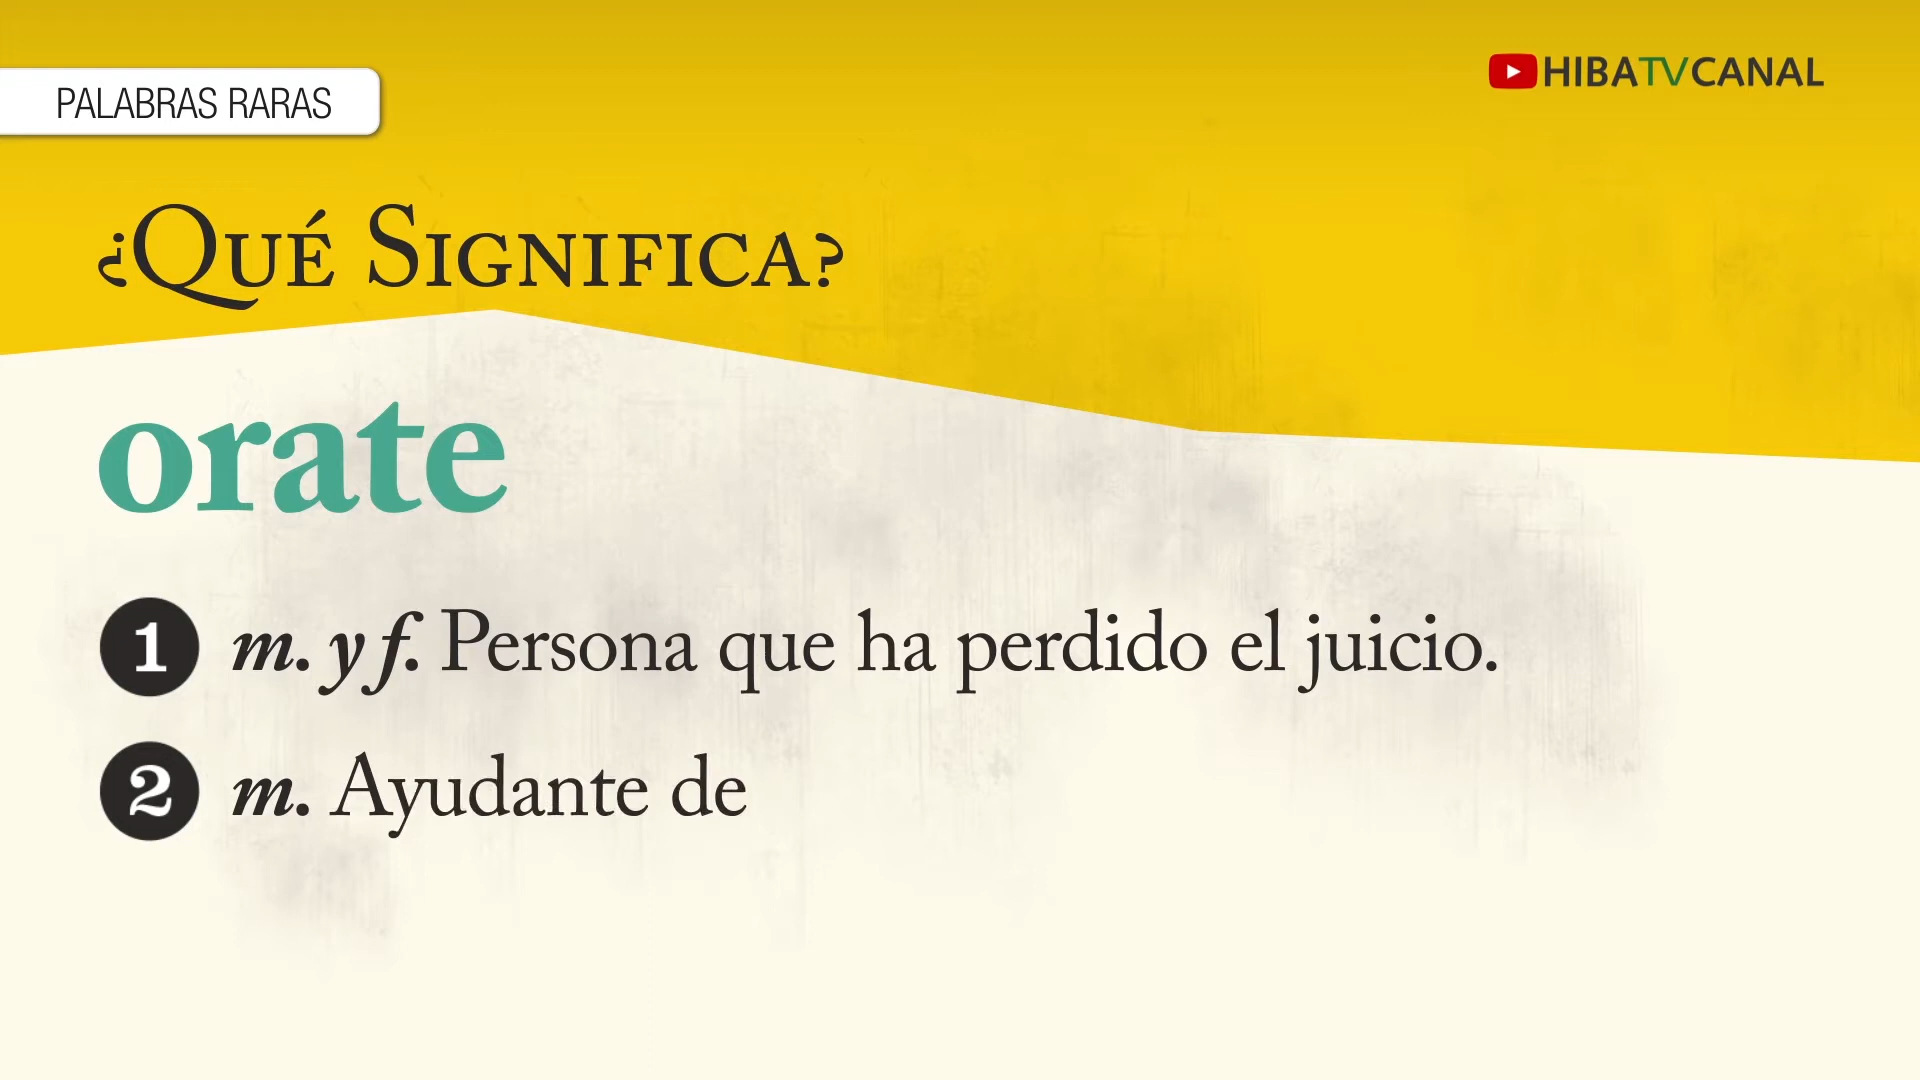 PALABRAS RARAS
HIBATVCANAL
¿QUÉ SIGNIFICA?
orate
1 m. y f. Persona que ha perdido el juicio.
2 m. Ayudante de